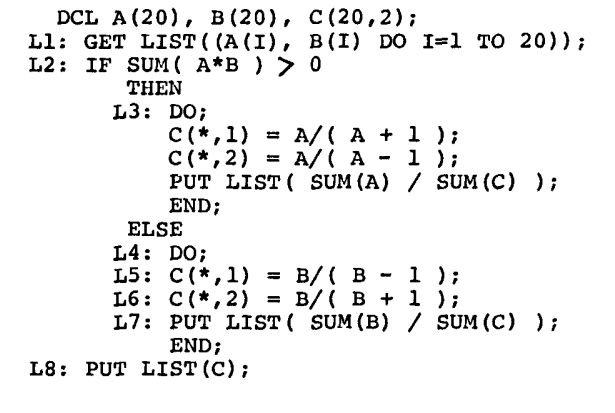 DCL A(20), B(20), C(20,2);
L1: GET LIST((A(I), B(I) DO I=1 TO 20));
L2: IF SUM( A*B ) > 0
THEN
L3: DO;
C(*,1) = A/( A + 1 );
C(*,2) = A/( A - 1 );
PUT LIST( SUM(A) / SUM(C) );
END;
ELSE
L4: DO;
L5: C(*,1) = B/( B - 1 );
L6: C(*,2) = B/( B + 1 );
L7: PUT LIST( SUM(B) / SUM(C) );
END;
L8: PUT LIST(C);